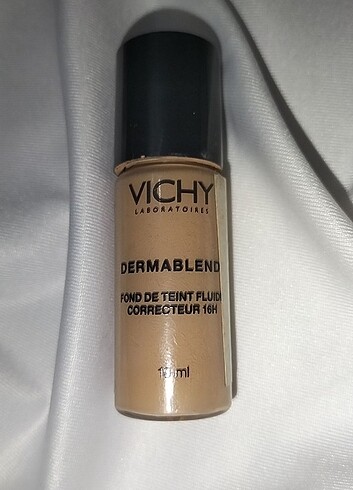 VICHY
LABORATOIRES
DERMABLEND
FOND DE TEINT FLUIDE
CORRECTEUR 16H